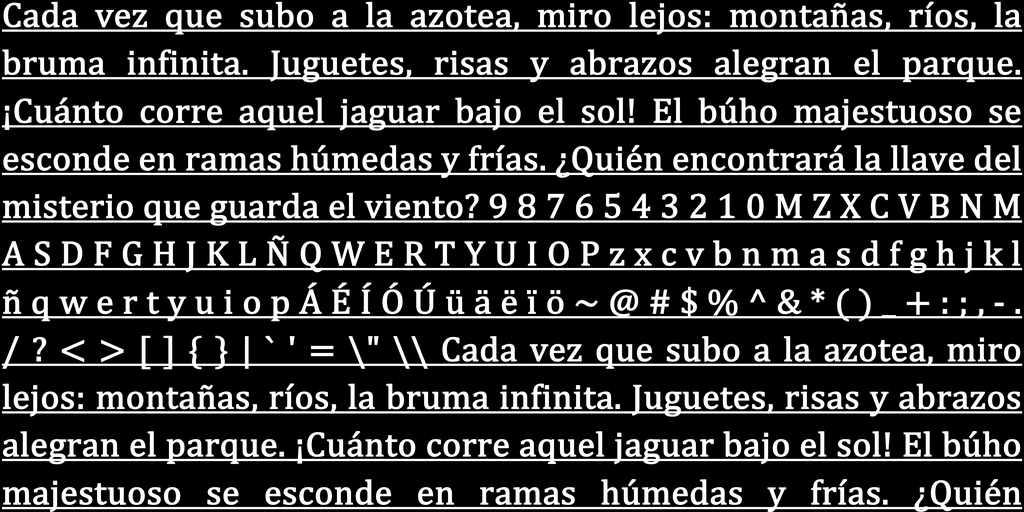 Cada vez que subo a la azotea, miro lejos: montañas, ríos, la
bruma infinita. Juguetes, risas y abrazos alegran el parque.
¡Cuánto corre aquel jaguar bajo el sol! El búho majestuoso se
esconde en ramas húmedas y frías. ¿Quién encontrará la llave del
misterio que guarda el viento? 9 8 7 6 5 4 3 2 1 0 M Z X C V B N M
A S D F G H J K L Ñ Q W E R T Y U I O P z x c v b n m a s d f g h j k l
ñ q w e r t y u i o p Á É Í Ó Ú ü ä ë ï ö ~ @ # $ % ^ & * ( ) _ + : ; , - .
/ ? < > [ ] { } | ` ' = \" \\ Cada vez que subo a la azotea, miro
lejos: montañas, ríos, la bruma infinita. Juguetes, risas y abrazos
alegran el parque. ¡Cuánto corre aquel jaguar bajo el sol! El búho
majestuoso se esconde en ramas húmedas y frías. ¿Quién